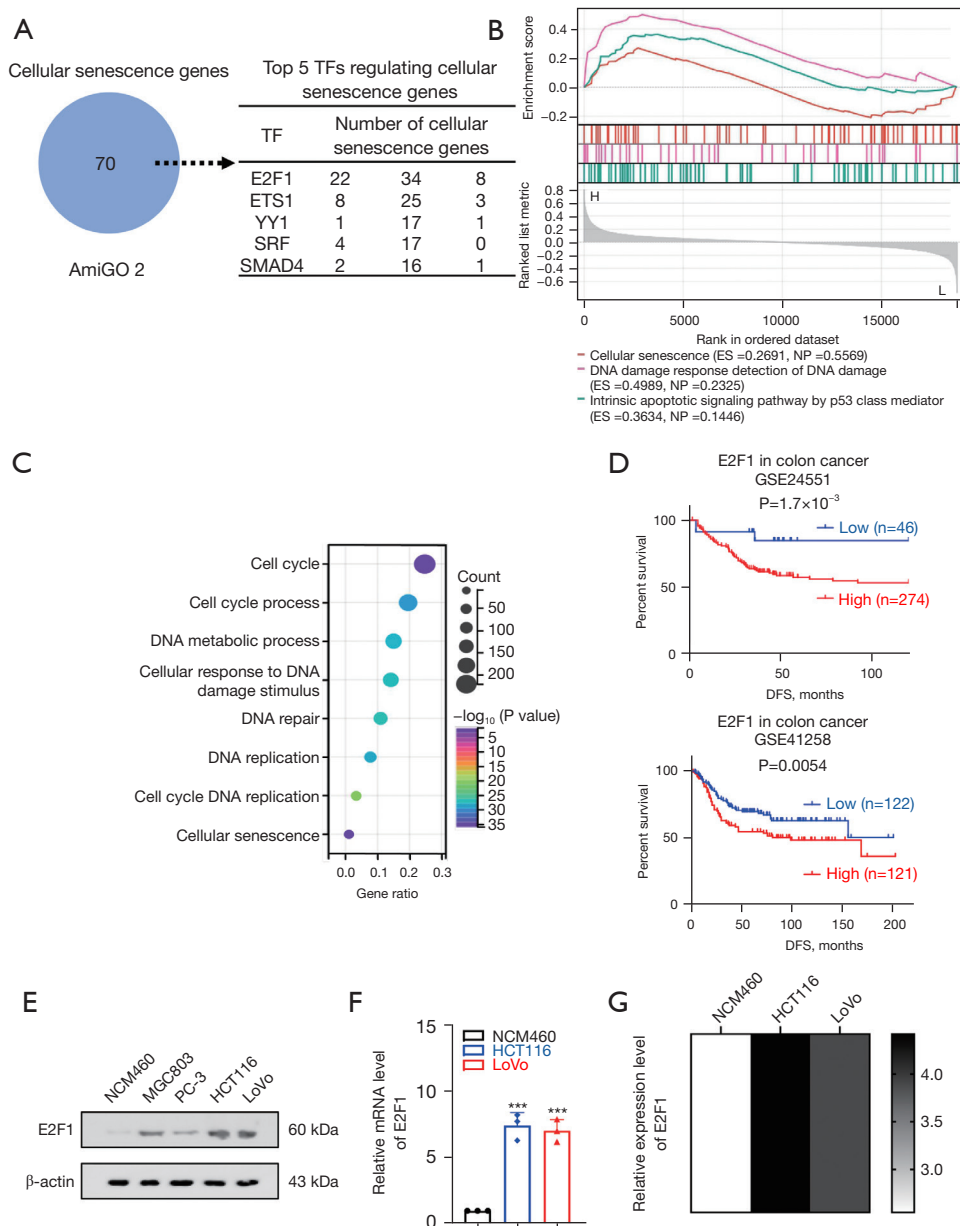 A
Cellular senescence genes
70
AmiGO 2
Top 5 TFs regulating cellular
senescence genes
TF
Number of cellular
senescence genes
E2F1 22 34 8
ETS1 8 25 3
YY1 1 17 1
SRF 4 17 0
SMAD4 2 16 1
B
Enrichment score
0.4
0.2
0.0
−0.2
Ranked list metric
0.8
0.6
0.4
0.2
0.0
−0.2
−0.4
−0.6
H
L
0 5000 10000 15000
Rank in ordered dataset
Cellular senescence (ES =0.2691, NP =0.5569)
DNA damage response detection of DNA damage
(ES =0.4989, NP =0.2325)
Intrinsic apoptotic signaling pathway by p53 class mediator
(ES =0.3634, NP =0.1446)
C
Cell cycle
Cell cycle process
DNA metabolic process
Cellular response to DNA
damage stimulus
DNA repair
DNA replication
Cell cycle DNA replication
Cellular senescence
0.0 0.1 0.2 0.3
Gene ratio
Count
50
100
150
200
−log10 (P value)
5
10
15
20
25
30
35
D
E2F1 in colon cancer
GSE24551
P=1.7×10−3
Percent survival
100
50
0
Low (n=46)
High (n=274)
0 50 100
DFS, months
E2F1 in colon cancer
GSE41258
P=0.0054
Percent survival
100
50
0
Low (n=122)
High (n=121)
0 50 100 150 200
DFS, months
E
NCM460
MGC803
PC-3
HCT116
LoVo
E2F1 60 kDa
β-actin 43 kDa
F
Relative mRNA level
of E2F1
15
10
5
0
NCM460
HCT116
LoVo
*** ***
G
NCM460
HCT116
LoVo
Relative expression level
of E2F1
4.0
3.5
3.0